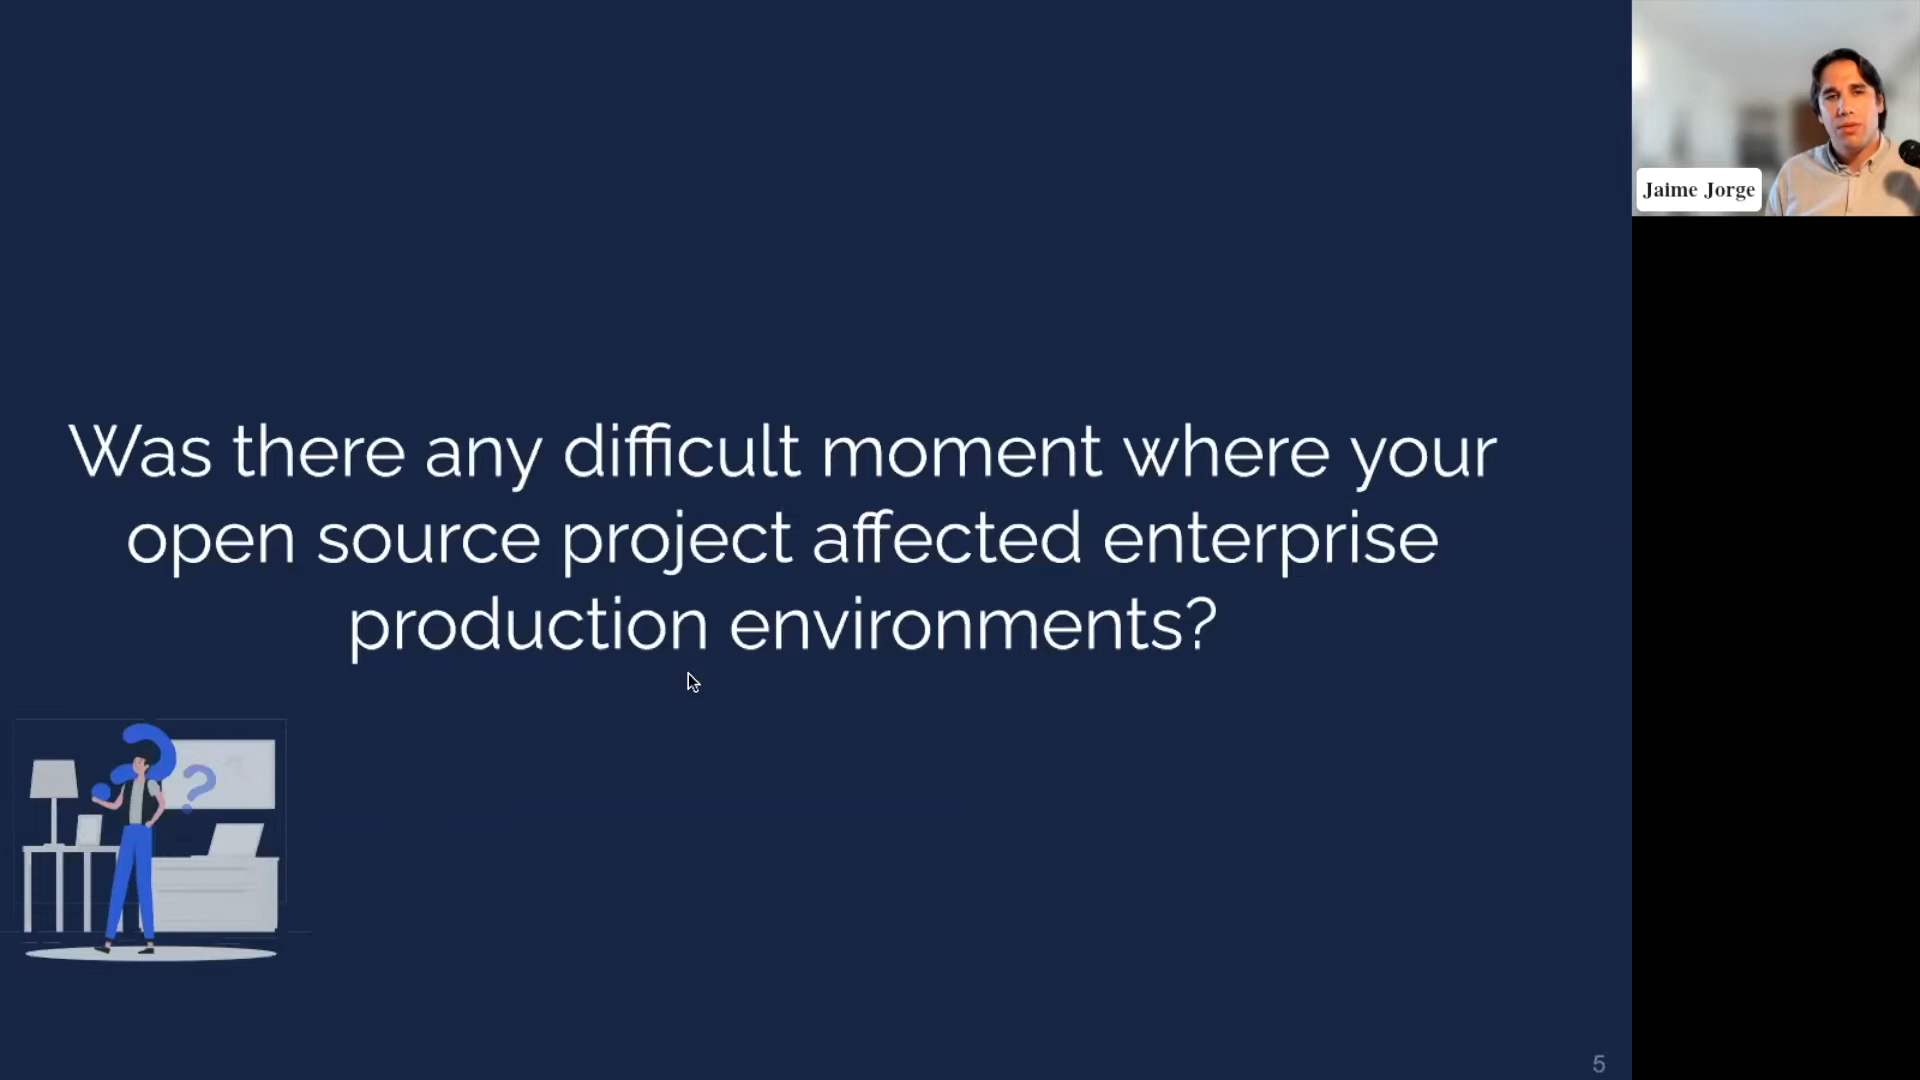 Was there any difficult moment where your
open source project affected enterprise
production environments?
Jaime Jorge
5